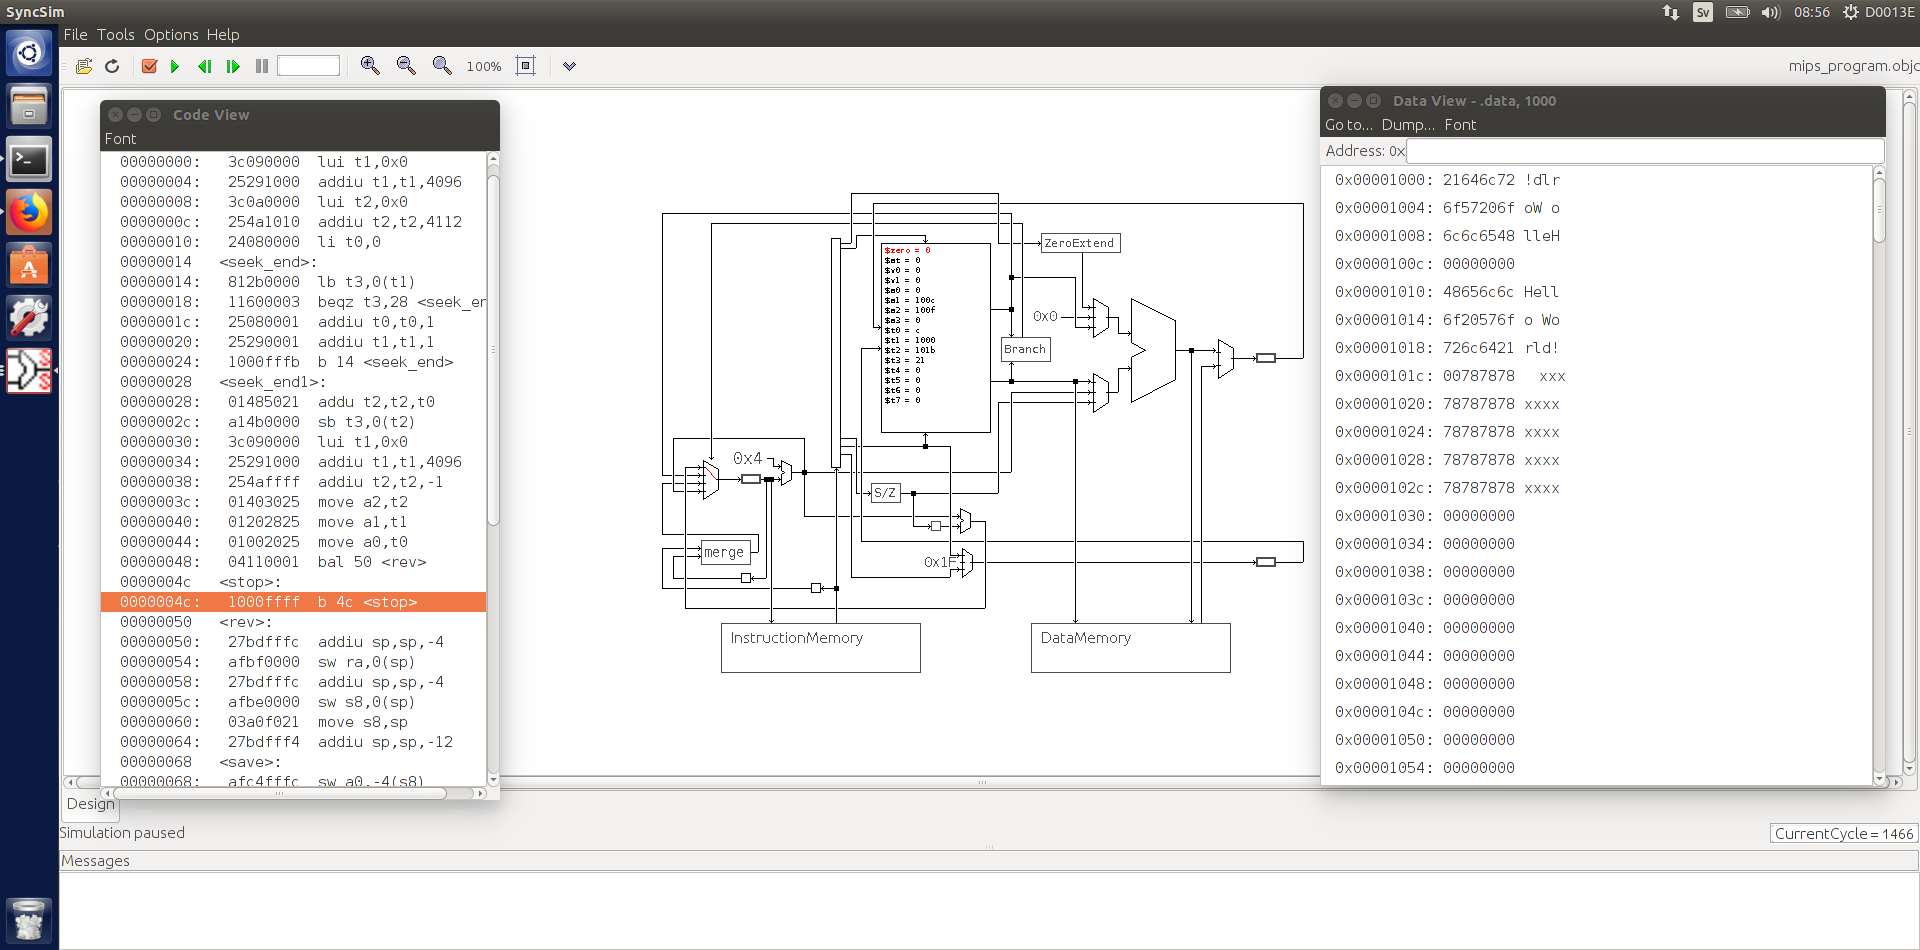 SyncSim
Sv
08:56
D0013E
File Tools Options Help
100%
mips_program.objc
Code View
Font
00000000: 3c090000 lui t1,0x0
00000004: 25291000 addiu t1,t1,4096
00000008: 3c0a0000 lui t2,0x0
0000000c: 254a1010 addiu t2,t2,4112
00000010: 24080000 li t0,0
00000014 <seek_end>:
00000014: 812b0000 lb t3,0(t1)
00000018: 11600003 beqz t3,28 <seek_er
0000001c: 25080001 addiu t0,t0,1
00000020: 25290001 addiu t1,t1,1
00000024: 1000fffb b 14 <seek_end>
00000028 <seek_end1>:
00000028: 01485021 addu t2,t2,t0
0000002c: a14b0000 sb t3,0(t2)
00000030: 3c090000 lui t1,0x0
00000034: 25291000 addiu t1,t1,4096
00000038: 254affff addiu t2,t2,-1
0000003c: 01403025 move a2,t2
00000040: 01202825 move a1,t1
00000044: 01002025 move a0,t0
00000048: 04110001 bal 50 <rev>
0000004c <stop>:
0000004c: 1000ffff b 4c <stop>
00000050 <rev>:
00000050: 27bdfffc addiu sp,sp,-4
00000054: afbf0000 sw ra,0(sp)
00000058: 27bdfffc addiu sp,sp,-4
0000005c: afbe0000 sw s8,0(sp)
00000060: 03a0f021 move s8,sp
00000064: 27bdfff4 addiu sp,sp,-12
00000068 <save>:
00000068: afc4fffc sw a0,-4(s8)
$zero = 0
$at = 0
$v0 = 0
$v1 = 0
$a0 = 0
$a1 = 100c
$a2 = 100f
$a3 = 0
$t0 = c
$t1 = 1000
$t2 = 101b
$t3 = 21
$t4 = 0
$t5 = 0
$t6 = 0
$t7 = 0
ZeroExtend
0x0
Branch
0x4
S/Z
merge
0x1F
InstructionMemory
DataMemory
Data View - .data, 1000
Go to... Dump... Font
Address: 0x
0x00001000: 21646c72 !dlr
0x00001004: 6f57206f oW o
0x00001008: 6c6c6548 lleH
0x0000100c: 00000000
0x00001010: 48656c6c Hell
0x00001014: 6f20576f o Wo
0x00001018: 726c6421 rld!
0x0000101c: 00787878 xxx
0x00001020: 78787878 xxxx
0x00001024: 78787878 xxxx
0x00001028: 78787878 xxxx
0x0000102c: 78787878 xxxx
0x00001030: 00000000
0x00001034: 00000000
0x00001038: 00000000
0x0000103c: 00000000
0x00001040: 00000000
0x00001044: 00000000
0x00001048: 00000000
0x0000104c: 00000000
0x00001050: 00000000
0x00001054: 00000000
Design
Simulation paused
CurrentCycle = 1466
Messages